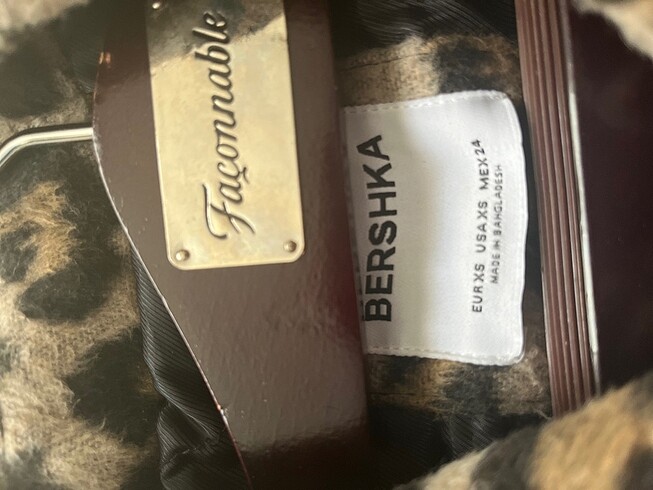 Façonnable
BERSHKA
EUR XS USA XS MEX 24
MADE IN BANGLADESH